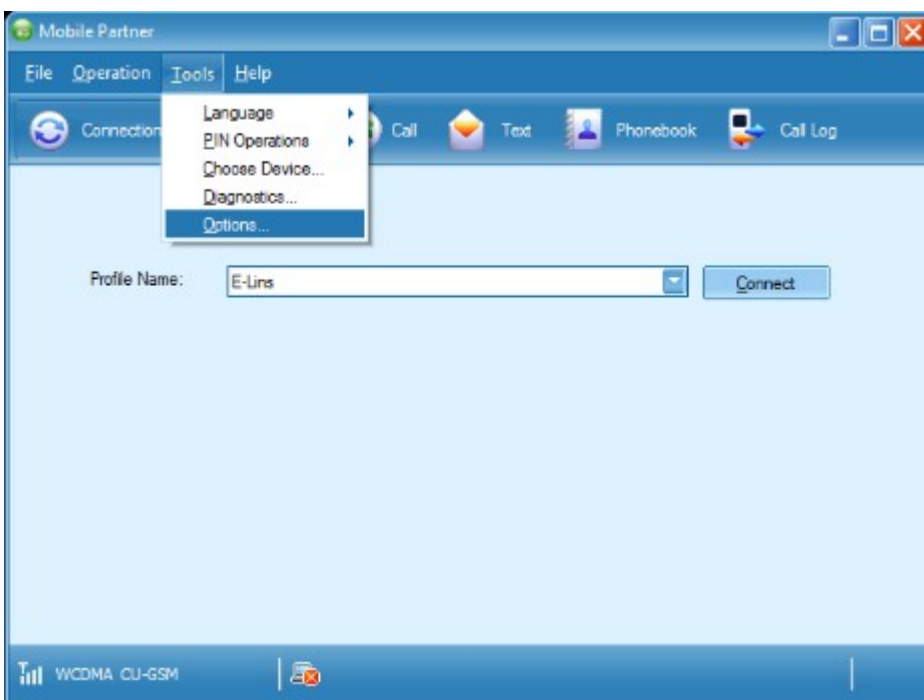 Mobile Partner
File Operation Tools Help
Connection Call Text Phonebook Call Log
Language
PIN Operations
Choose Device...
Diagnostics...
Options...
Profile Name: E-Lins Connect
WCDMA CU-GSM